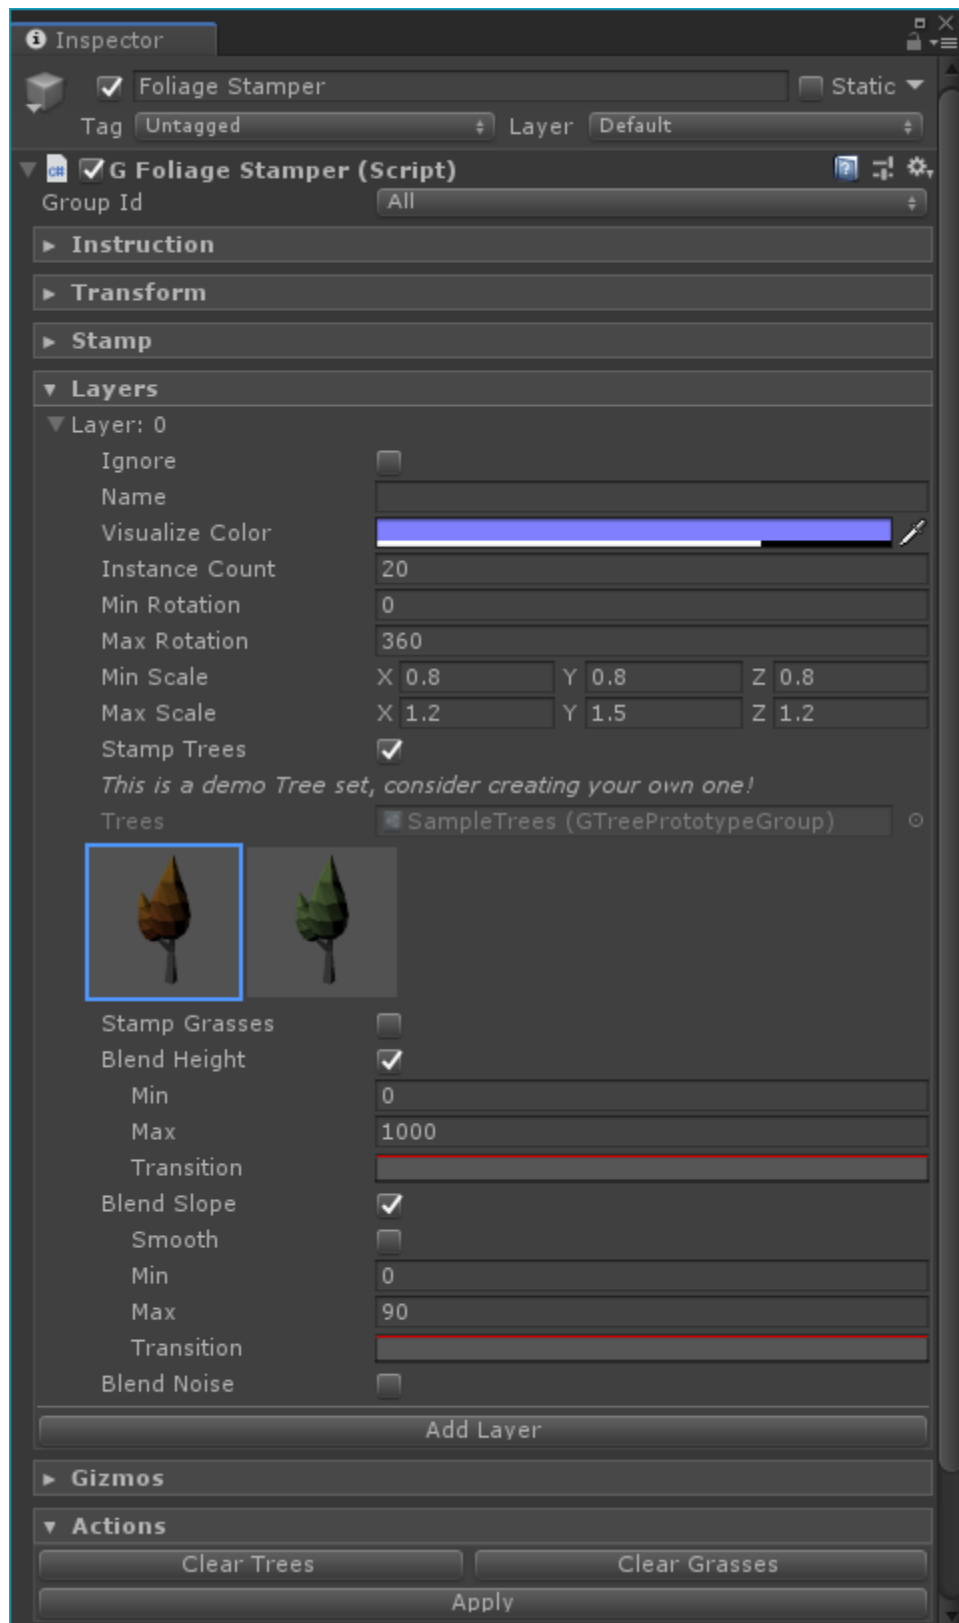 Inspector
Foliage Stamper Static
Tag Untagged Layer Default
c# G Foliage Stamper (Script)
Group Id All
Instruction
Transform
Stamp
Layers
Layer: 0
Ignore
Name
Visualize Color
Instance Count 20
Min Rotation 0
Max Rotation 360
Min Scale X 0.8 Y 0.8 Z 0.8
Max Scale X 1.2 Y 1.5 Z 1.2
Stamp Trees
This is a demo Tree set, consider creating your own one!
Trees SampleTrees (GTreePrototypeGroup)
Stamp Grasses
Blend Height
Min 0
Max 1000
Transition
Blend Slope
Smooth
Min 0
Max 90
Transition
Blend Noise
Add Layer
Gizmos
Actions
Clear Trees Clear Grasses
Apply